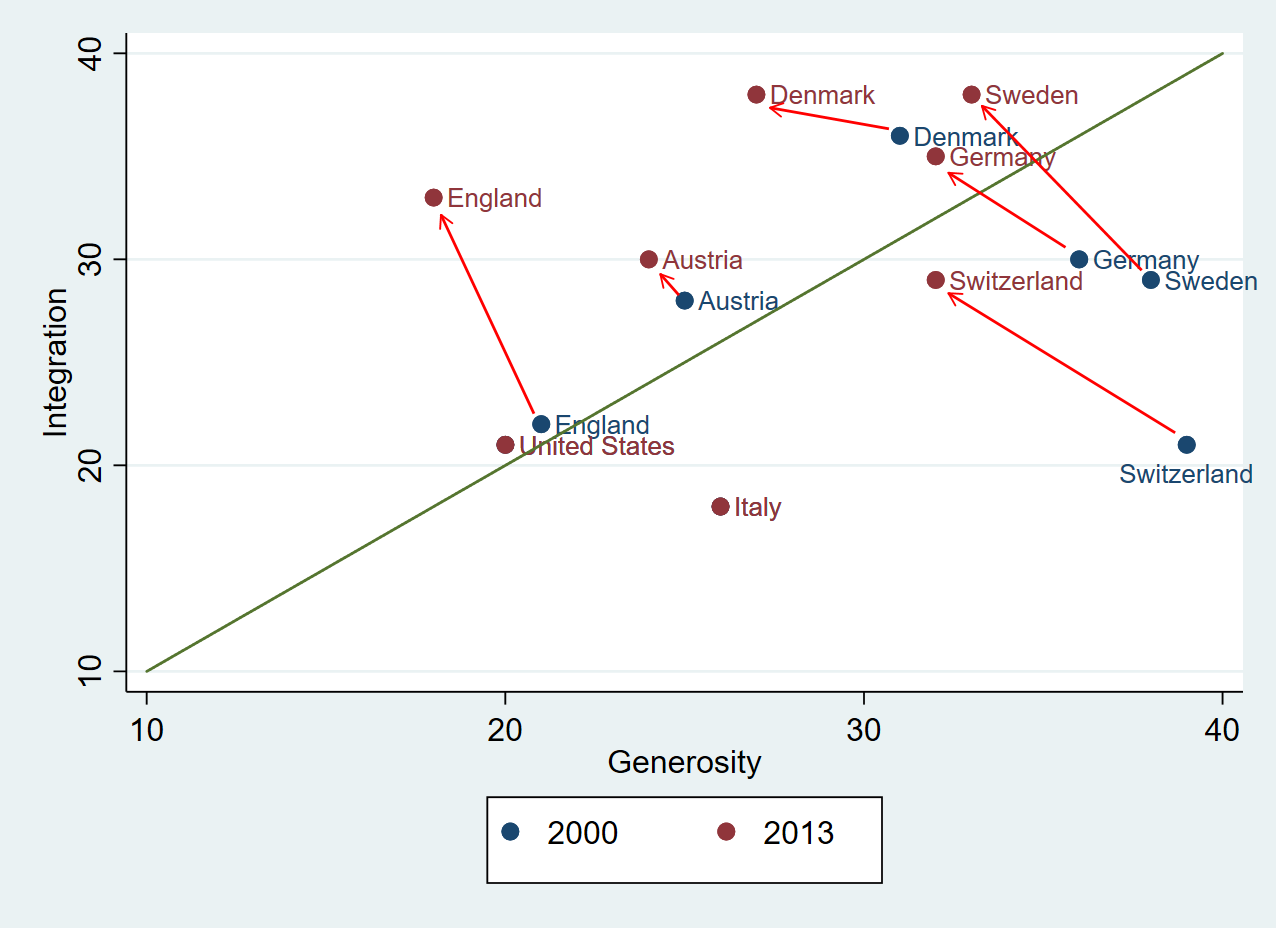 40
Denmark
Sweden
Denmark
Germany
England
30
Austria
Germany
Switzerland
Sweden
Austria
Integration
England
United States
20
Switzerland
Italy
10
10 20 30 40
Generosity
2000 2013